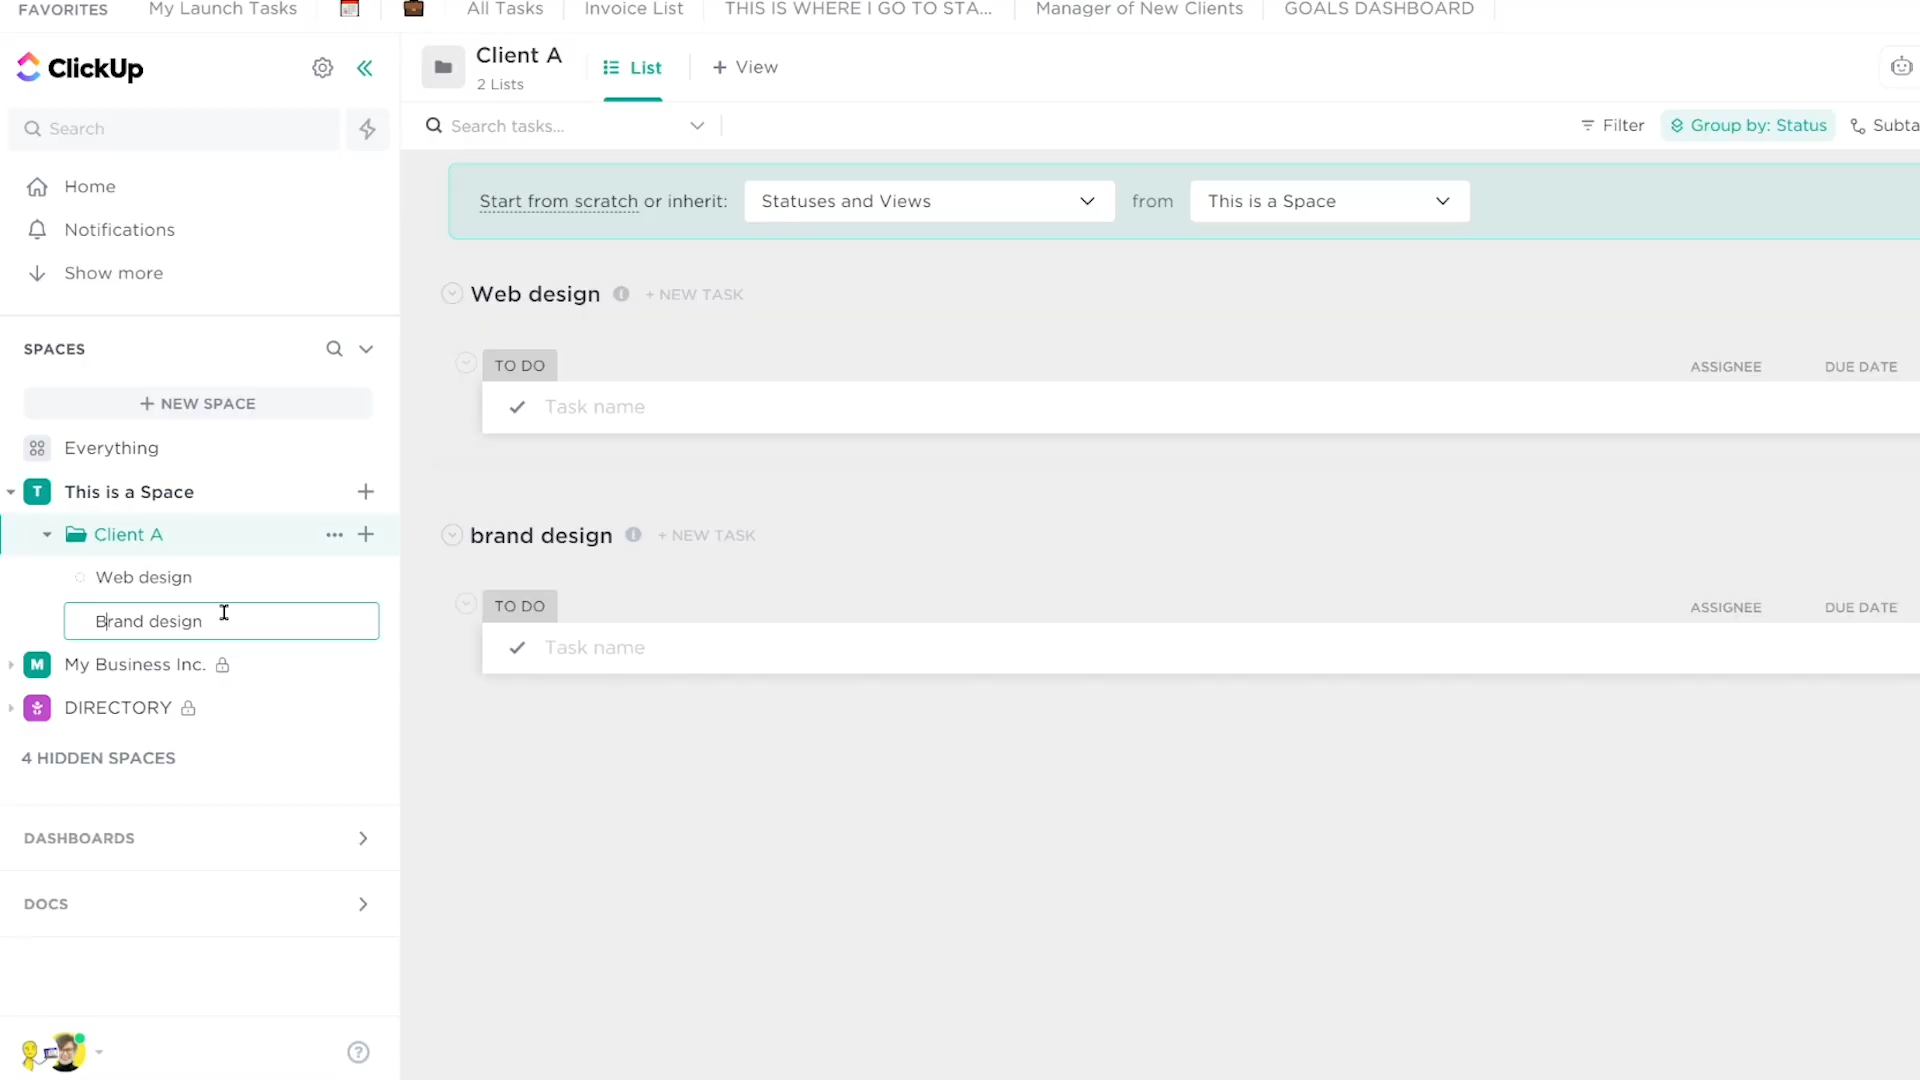 FAVORITES My Launch Tasks All Tasks Invoice List THIS IS WHERE I GO TO STA... Manager of New Clients GOALS DASHBOARD
ClickUp
Search
Home
Notifications
Show more
SPACES
+ NEW SPACE
Everything
T This is a Space +
Client A ... +
Web design
Brand design
M My Business Inc.
DIRECTORY
4 HIDDEN SPACES
DASHBOARDS
DOCS
?
Client A
2 Lists
List
+ View
Search tasks...
Filter Group by: Status Subta
Start from scratch or inherit: Statuses and Views from This is a Space
Web design + NEW TASK
TO DO ASSIGNEE DUE DATE
Task name
brand design + NEW TASK
TO DO ASSIGNEE DUE DATE
Task name